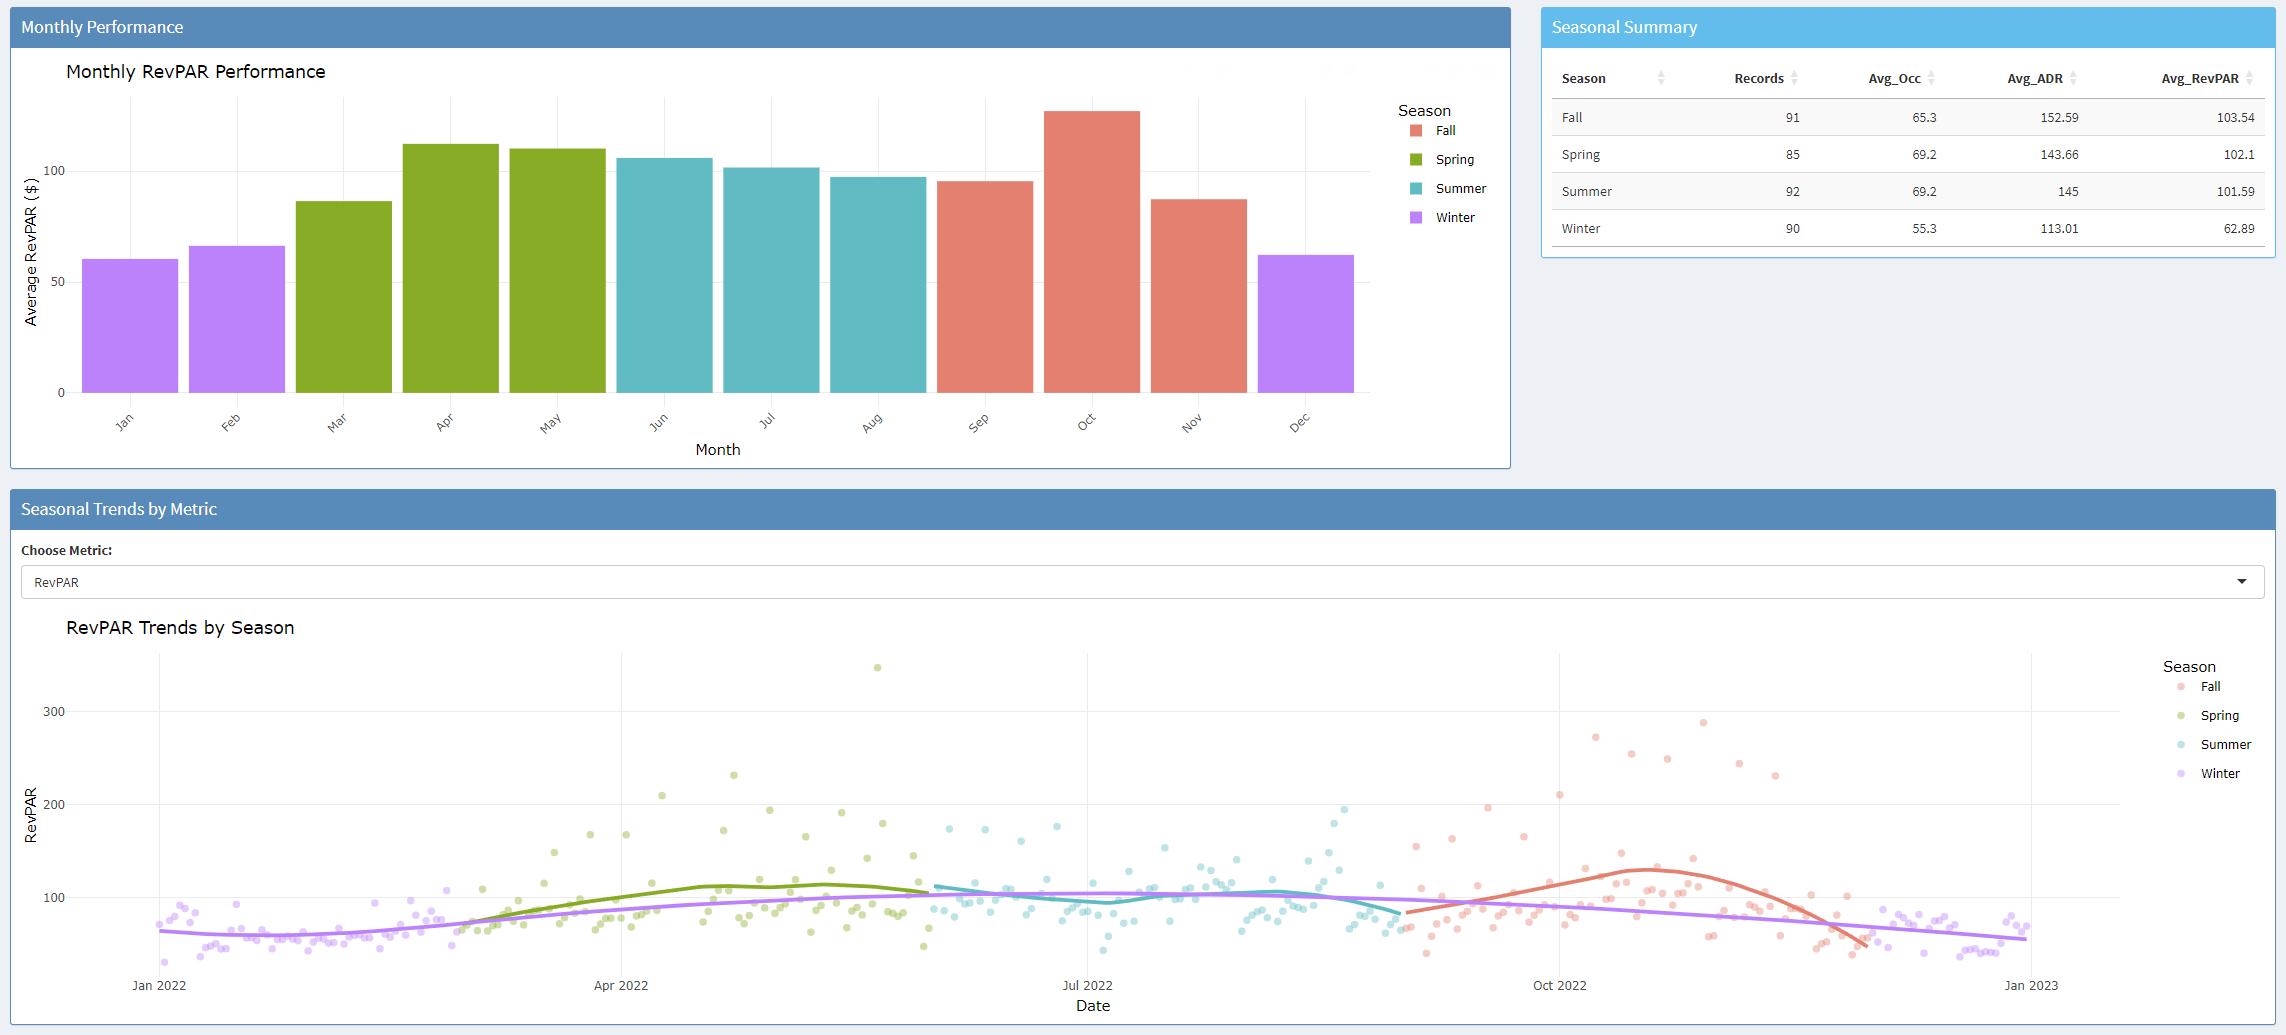 Monthly Performance
Monthly RevPAR Performance
Average RevPAR ($)
100
50
0
Jan Feb Mar Apr May Jun Jul Aug Sep Oct Nov Dec
Month
Season
Fall
Spring
Summer
Winter
Seasonal Summary
Season Records Avg_Occ Avg_ADR Avg_RevPAR
Fall 91 65.3 152.59 103.54
Spring 85 69.2 143.66 102.1
Summer 92 69.2 145 101.59
Winter 90 55.3 113.01 62.89
Seasonal Trends by Metric
Choose Metric:
RevPAR
RevPAR Trends by Season
RevPAR
300
200
100
Jan 2022 Apr 2022 Jul 2022 Oct 2022 Jan 2023
Date
Season
Fall
Spring
Summer
Winter